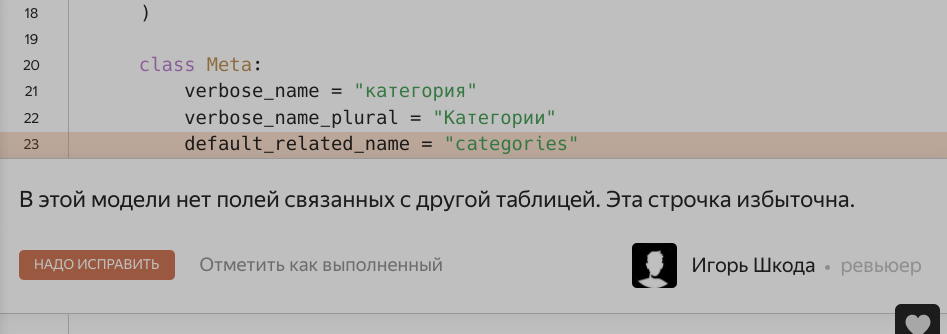 18 )
19
20 class Meta:
21 verbose_name = "категория"
22 verbose_name_plural = "Категории"
23 default_related_name = "categories"
В этой модели нет полей связанных с другой таблицей. Эта строчка избыточна.
НАДО ИСПРАВИТЬ Отметить как выполненный Игорь Шкода • ревьюер